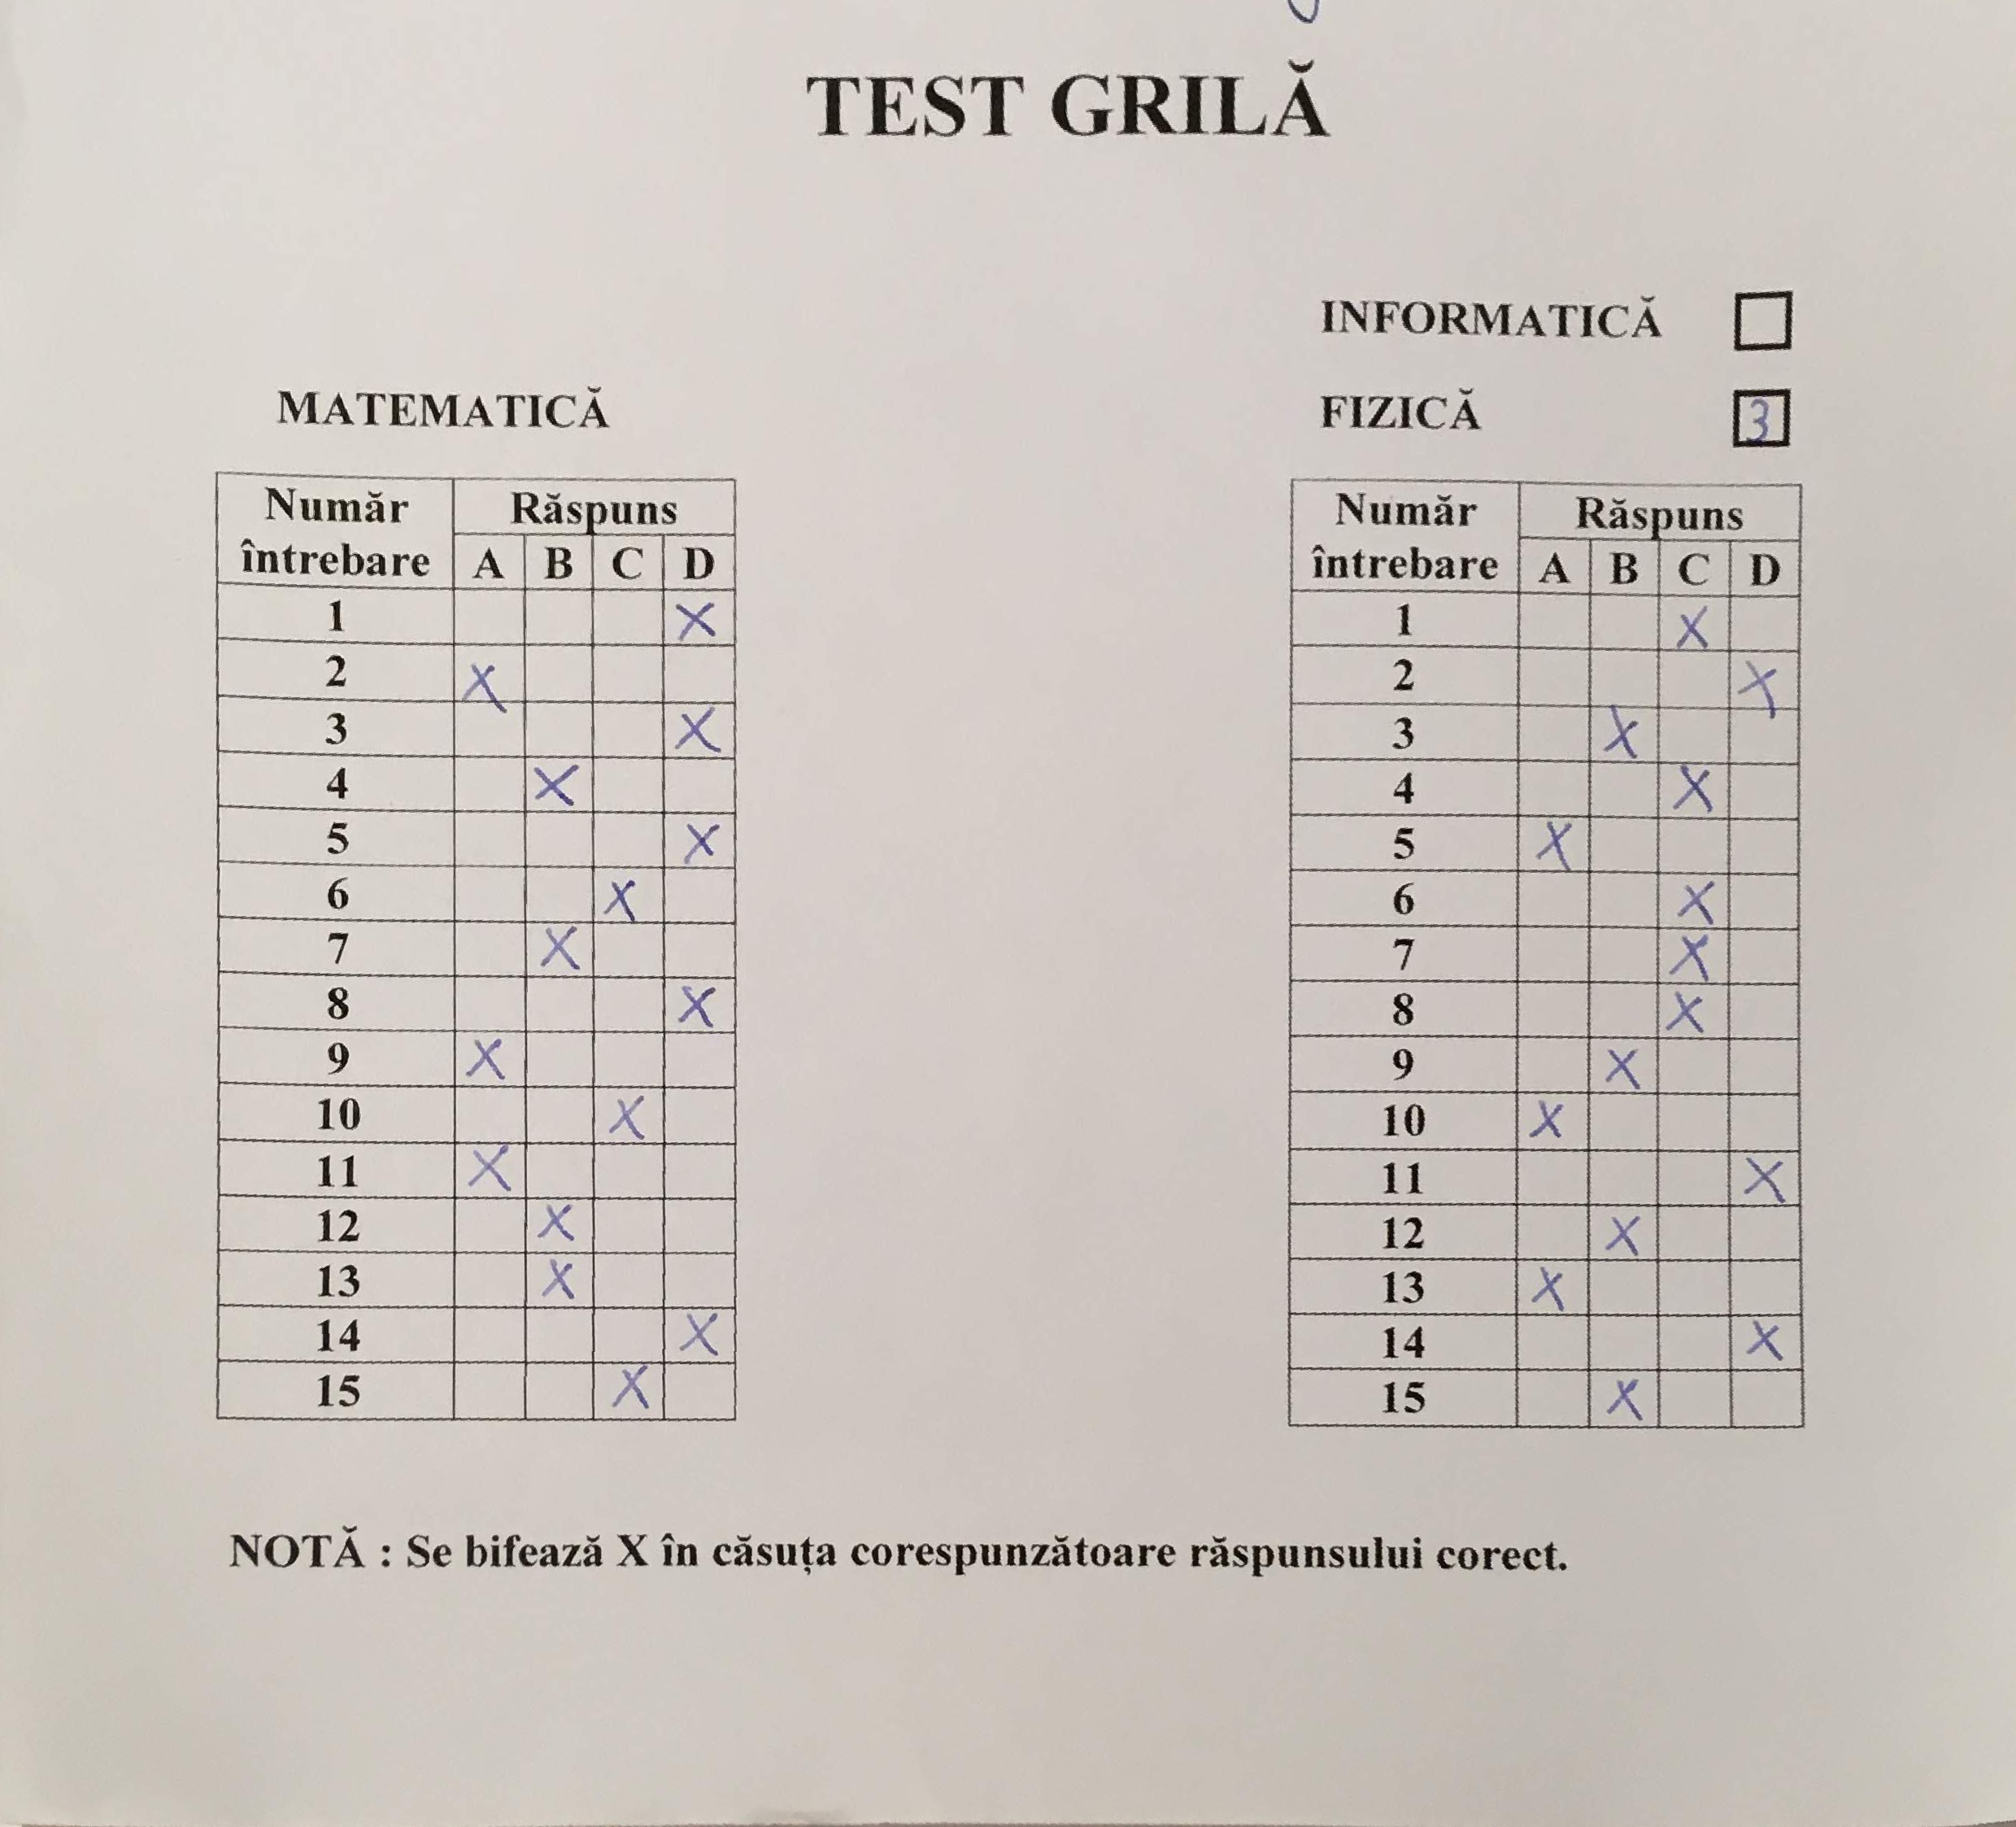 TEST GRILĂ
INFORMATICĂ
MATEMATICĂ
FIZICĂ 3
Număr întrebare Răspuns
A B C D
1 X
2 X
3 X
4 X
5 X
6 X
7 X
8 X
9 X
10 X
11 X
12 X
13 X
14 X
15 X
Număr întrebare Răspuns
A B C D
1 X
2 X
3 X
4 X
5 X
6 X
7 X
8 X
9 X
10 X
11 X
12 X
13 X
14 X
15 X
NOTĂ : Se bifează X în căsuța corespunzătoare răspunsului corect.